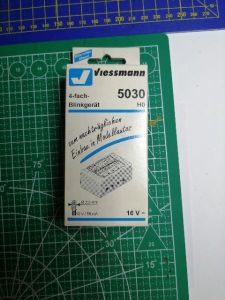 Viessmann
4-fach-
Blinkgerät
5030
H0
zum nachträglichen
Einbau in Modellautos
16 V ~